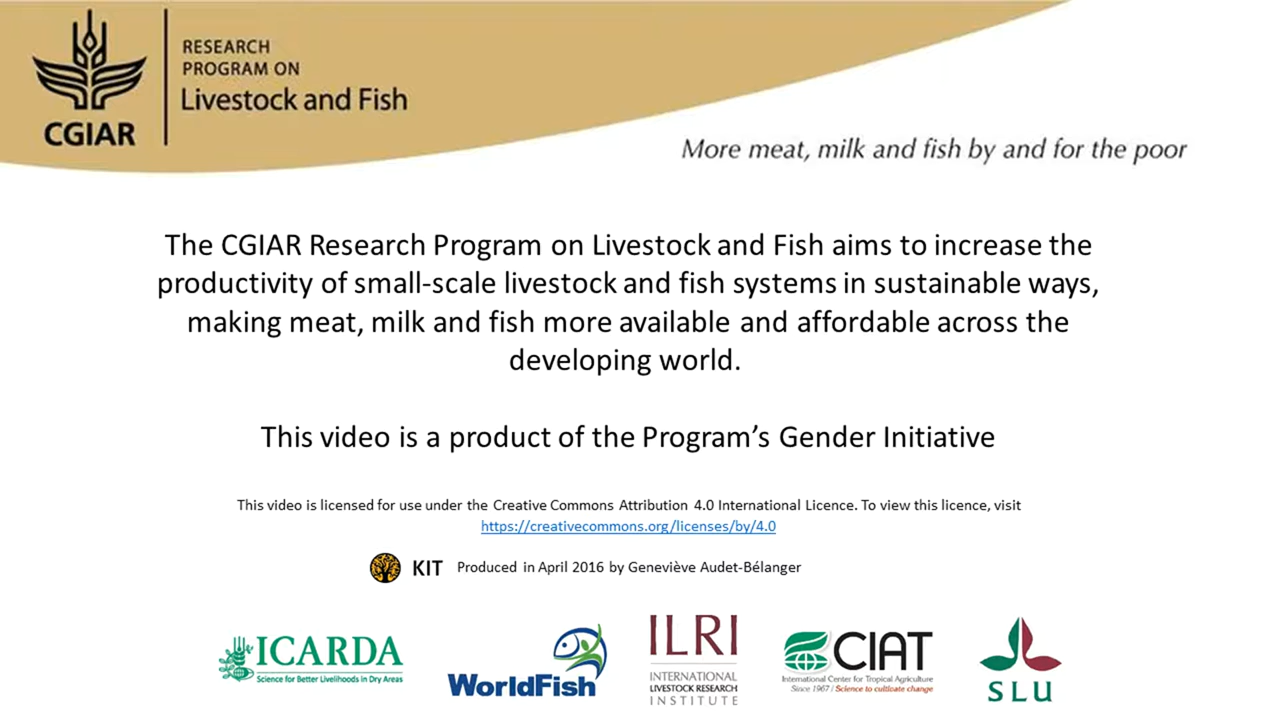 RESEARCH
PROGRAM ON
Livestock and Fish
CGIAR
More meat, milk and fish by and for the poor
The CGIAR Research Program on Livestock and Fish aims to increase the
productivity of small-scale livestock and fish systems in sustainable ways,
making meat, milk and fish more available and affordable across the
developing world.
This video is a product of the Program's Gender Initiative
This video is licensed for use under the Creative Commons Attribution 4.0 International Licence. To view this licence, visit
https://creativecommons.org/licenses/by/4.0
KIT Produced in April 2016 by Geneviève Audet-Bélanger
ICARDA
Science for Better Livelihoods in Dry Areas
WorldFish
ILRI
INTERNATIONAL
LIVESTOCK RESEARCH
INSTITUTE
CIAT
International Center for Tropical Agriculture
Since 1967 / Science to cultivate change
SLU